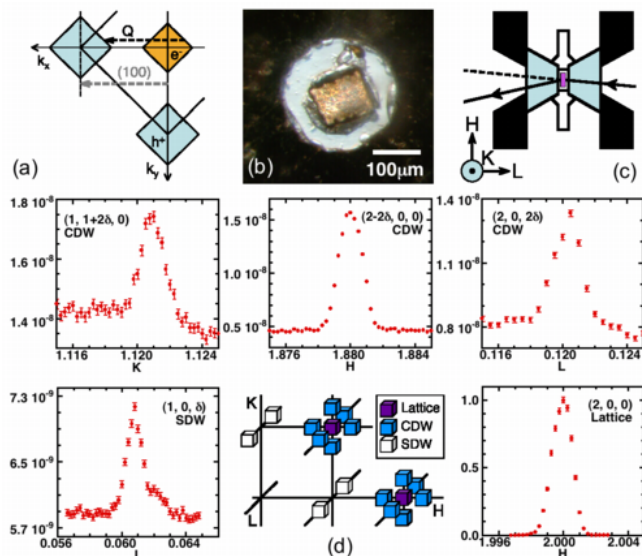 (a)
Q
e⁻
k_x
(100)
h⁺
k_y
(b)
100μm
(c)
H
K
L
1.8 10⁻⁸
1.6 10⁻⁸
1.4 10⁻⁸
(1, 1+2δ, 0)
CDW
1.116 1.120 1.124
K
1.5 10⁻⁸
1.0 10⁻⁸
0.5 10⁻⁸
(2-2δ, 0, 0)
CDW
1.876 1.880 1.884
H
1.4 10⁻⁸
1.1 10⁻⁸
0.8 10⁻⁸
(2, 0, 2δ)
CDW
0.116 0.120 0.124
L
7.3 10⁻⁹
6.5 10⁻⁹
5.7 10⁻⁹
(1, 0, δ)
SDW
0.056 0.060 0.064
L
K
L
H
Lattice
CDW
SDW
(d)
1.0
0.5
0.0
(2, 0, 0)
Lattice
1.996 2.000 2.004
H